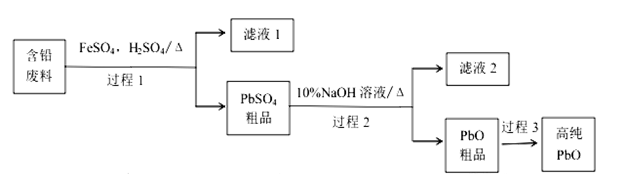 含铅
废料
FeSO₄，H₂SO₄/Δ
过程 1
滤液 1
PbSO₄
粗品
10%NaOH 溶液/Δ
过程 2
滤液 2
PbO
粗品
过程 3
高纯
PbO